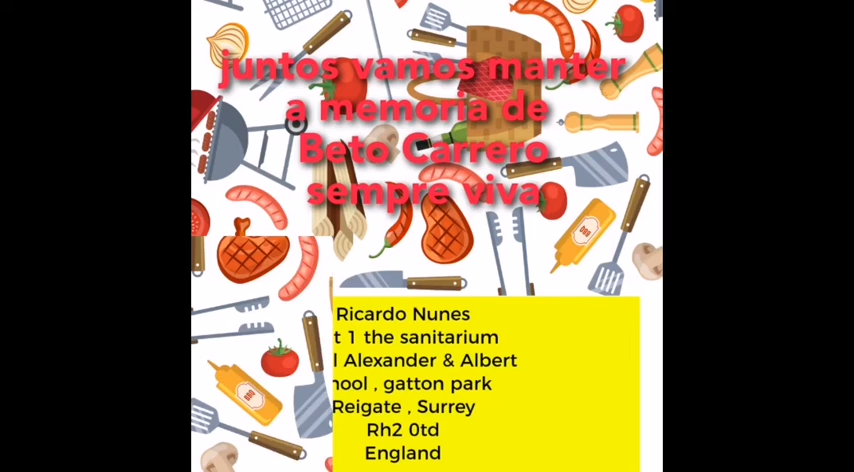 juntos vamos manter
a memoria de
Beto Carrero
sempre viva
Ricardo Nunes
1 the sanitarium
Alexander & Albert
, gatton park
Reigate , Surrey
Rh2 0td
England